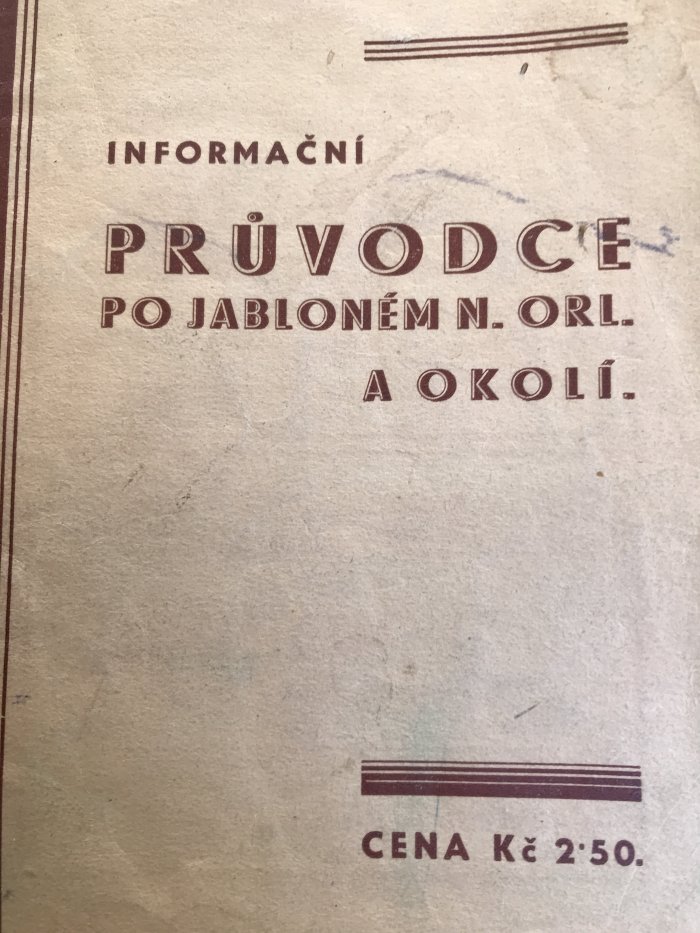 INFORMAČNÍ
PRŮVODCE
PO JABLONÉM N. ORL.
A OKOLÍ.
CENA Kč 2·50.